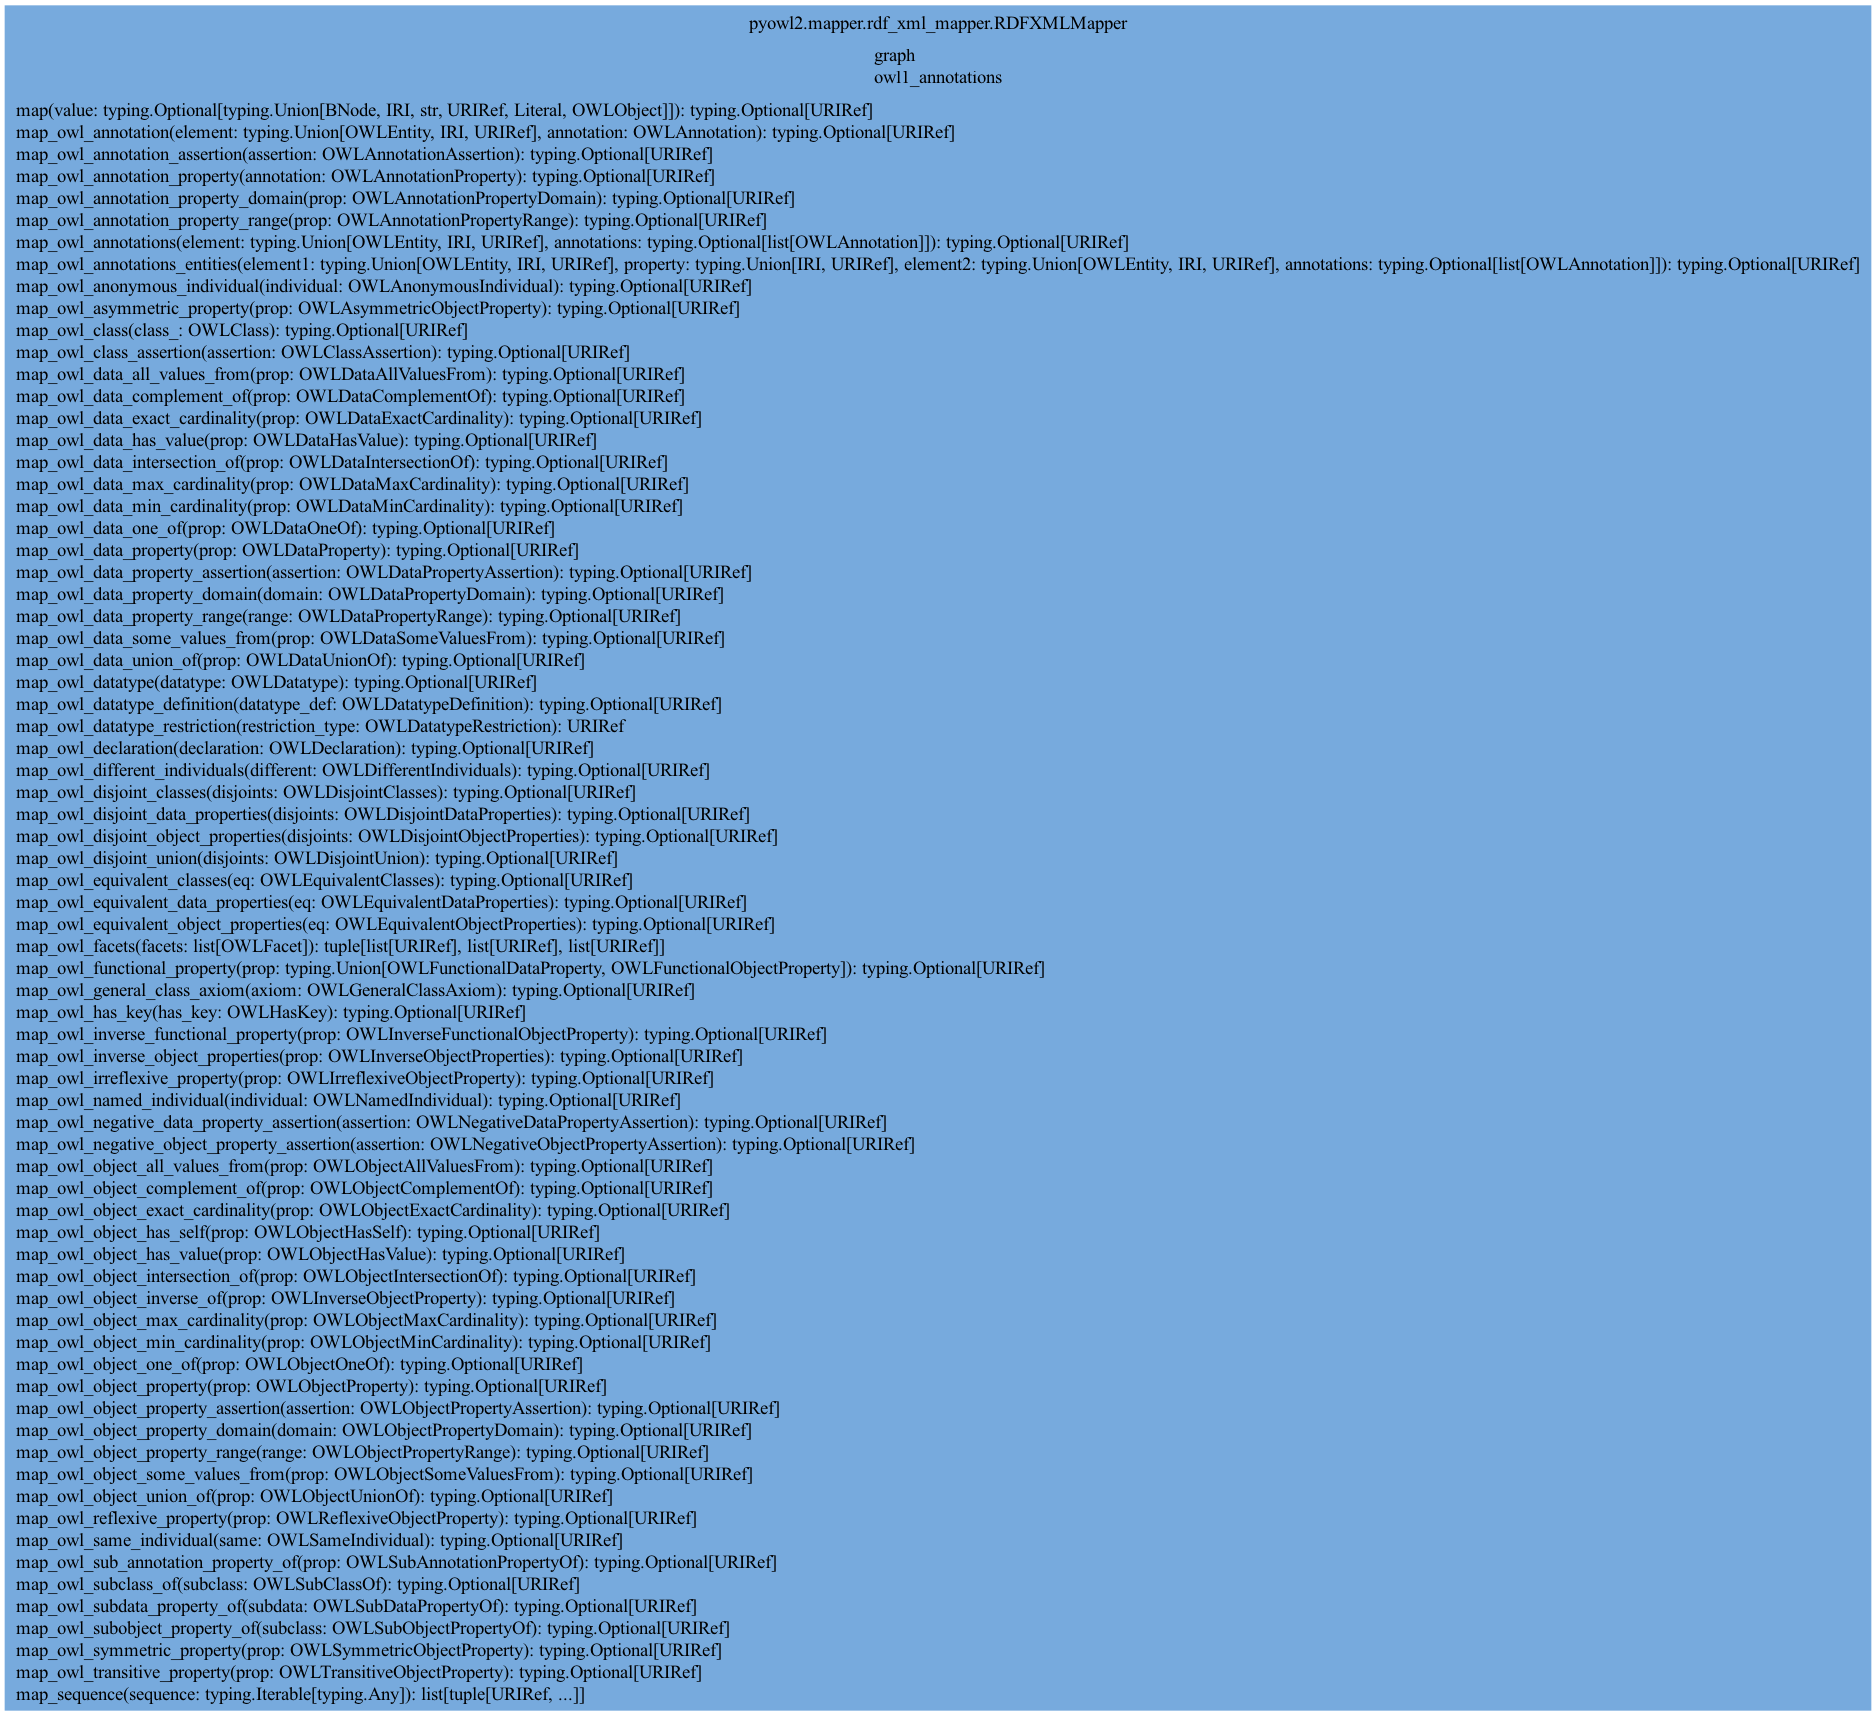 pyowl2.mapper.rdf_xml_mapper.RDFXMLMapper
graph
owl1_annotations
map(value: typing.Optional[typing.Union[BNode, IRI, str, URIRef, Literal, OWLObject]]): typing.Optional[URIRef]
map_owl_annotation(element: typing.Union[OWLEntity, IRI, URIRef], annotation: OWLAnnotation): typing.Optional[URIRef]
map_owl_annotation_assertion(assertion: OWLAnnotationAssertion): typing.Optional[URIRef]
map_owl_annotation_property(annotation: OWLAnnotationProperty): typing.Optional[URIRef]
map_owl_annotation_property_domain(prop: OWLAnnotationPropertyDomain): typing.Optional[URIRef]
map_owl_annotation_property_range(prop: OWLAnnotationPropertyRange): typing.Optional[URIRef]
map_owl_annotations(element: typing.Union[OWLEntity, IRI, URIRef], annotations: typing.Optional[list[OWLAnnotation]]): typing.Optional[URIRef]
map_owl_annotations_entities(element1: typing.Union[OWLEntity, IRI, URIRef], property: typing.Union[IRI, URIRef], element2: typing.Union[OWLEntity, IRI, URIRef], annotations: typing.Optional[list[OWLAnnotation]]): typing.Optional[URIRef]
map_owl_anonymous_individual(individual: OWLAnonymousIndividual): typing.Optional[URIRef]
map_owl_asymmetric_property(prop: OWLAsymmetricObjectProperty): typing.Optional[URIRef]
map_owl_class(class_: OWLClass): typing.Optional[URIRef]
map_owl_class_assertion(assertion: OWLClassAssertion): typing.Optional[URIRef]
map_owl_data_all_values_from(prop: OWLDataAllValuesFrom): typing.Optional[URIRef]
map_owl_data_complement_of(prop: OWLDataComplementOf): typing.Optional[URIRef]
map_owl_data_exact_cardinality(prop: OWLDataExactCardinality): typing.Optional[URIRef]
map_owl_data_has_value(prop: OWLDataHasValue): typing.Optional[URIRef]
map_owl_data_intersection_of(prop: OWLDataIntersectionOf): typing.Optional[URIRef]
map_owl_data_max_cardinality(prop: OWLDataMaxCardinality): typing.Optional[URIRef]
map_owl_data_min_cardinality(prop: OWLDataMinCardinality): typing.Optional[URIRef]
map_owl_data_one_of(prop: OWLDataOneOf): typing.Optional[URIRef]
map_owl_data_property(prop: OWLDataProperty): typing.Optional[URIRef]
map_owl_data_property_assertion(assertion: OWLDataPropertyAssertion): typing.Optional[URIRef]
map_owl_data_property_domain(domain: OWLDataPropertyDomain): typing.Optional[URIRef]
map_owl_data_property_range(range: OWLDataPropertyRange): typing.Optional[URIRef]
map_owl_data_some_values_from(prop: OWLDataSomeValuesFrom): typing.Optional[URIRef]
map_owl_data_union_of(prop: OWLDataUnionOf): typing.Optional[URIRef]
map_owl_datatype(datatype: OWLDatatype): typing.Optional[URIRef]
map_owl_datatype_definition(datatype_def: OWLDatatypeDefinition): typing.Optional[URIRef]
map_owl_datatype_restriction(restriction_type: OWLDatatypeRestriction): URIRef
map_owl_declaration(declaration: OWLDeclaration): typing.Optional[URIRef]
map_owl_different_individuals(different: OWLDifferentIndividuals): typing.Optional[URIRef]
map_owl_disjoint_classes(disjoints: OWLDisjointClasses): typing.Optional[URIRef]
map_owl_disjoint_data_properties(disjoints: OWLDisjointDataProperties): typing.Optional[URIRef]
map_owl_disjoint_object_properties(disjoints: OWLDisjointObjectProperties): typing.Optional[URIRef]
map_owl_disjoint_union(disjoints: OWLDisjointUnion): typing.Optional[URIRef]
map_owl_equivalent_classes(eq: OWLEquivalentClasses): typing.Optional[URIRef]
map_owl_equivalent_data_properties(eq: OWLEquivalentDataProperties): typing.Optional[URIRef]
map_owl_equivalent_object_properties(eq: OWLEquivalentObjectProperties): typing.Optional[URIRef]
map_owl_facets(facets: list[OWLFacet]): tuple[list[URIRef], list[URIRef], list[URIRef]]
map_owl_functional_property(prop: typing.Union[OWLFunctionalDataProperty, OWLFunctionalObjectProperty]): typing.Optional[URIRef]
map_owl_general_class_axiom(axiom: OWLGeneralClassAxiom): typing.Optional[URIRef]
map_owl_has_key(has_key: OWLHasKey): typing.Optional[URIRef]
map_owl_inverse_functional_property(prop: OWLInverseFunctionalObjectProperty): typing.Optional[URIRef]
map_owl_inverse_object_properties(prop: OWLInverseObjectProperties): typing.Optional[URIRef]
map_owl_irreflexive_property(prop: OWLIrreflexiveObjectProperty): typing.Optional[URIRef]
map_owl_named_individual(individual: OWLNamedIndividual): typing.Optional[URIRef]
map_owl_negative_data_property_assertion(assertion: OWLNegativeDataPropertyAssertion): typing.Optional[URIRef]
map_owl_negative_object_property_assertion(assertion: OWLNegativeObjectPropertyAssertion): typing.Optional[URIRef]
map_owl_object_all_values_from(prop: OWLObjectAllValuesFrom): typing.Optional[URIRef]
map_owl_object_complement_of(prop: OWLObjectComplementOf): typing.Optional[URIRef]
map_owl_object_exact_cardinality(prop: OWLObjectExactCardinality): typing.Optional[URIRef]
map_owl_object_has_self(prop: OWLObjectHasSelf): typing.Optional[URIRef]
map_owl_object_has_value(prop: OWLObjectHasValue): typing.Optional[URIRef]
map_owl_object_intersection_of(prop: OWLObjectIntersectionOf): typing.Optional[URIRef]
map_owl_object_inverse_of(prop: OWLInverseObjectProperty): typing.Optional[URIRef]
map_owl_object_max_cardinality(prop: OWLObjectMaxCardinality): typing.Optional[URIRef]
map_owl_object_min_cardinality(prop: OWLObjectMinCardinality): typing.Optional[URIRef]
map_owl_object_one_of(prop: OWLObjectOneOf): typing.Optional[URIRef]
map_owl_object_property(prop: OWLObjectProperty): typing.Optional[URIRef]
map_owl_object_property_assertion(assertion: OWLObjectPropertyAssertion): typing.Optional[URIRef]
map_owl_object_property_domain(domain: OWLObjectPropertyDomain): typing.Optional[URIRef]
map_owl_object_property_range(range: OWLObjectPropertyRange): typing.Optional[URIRef]
map_owl_object_some_values_from(prop: OWLObjectSomeValuesFrom): typing.Optional[URIRef]
map_owl_object_union_of(prop: OWLObjectUnionOf): typing.Optional[URIRef]
map_owl_reflexive_property(prop: OWLReflexiveObjectProperty): typing.Optional[URIRef]
map_owl_same_individual(same: OWLSameIndividual): typing.Optional[URIRef]
map_owl_sub_annotation_property_of(prop: OWLSubAnnotationPropertyOf): typing.Optional[URIRef]
map_owl_subclass_of(subclass: OWLSubClassOf): typing.Optional[URIRef]
map_owl_subdata_property_of(subdata: OWLSubDataPropertyOf): typing.Optional[URIRef]
map_owl_subobject_property_of(subclass: OWLSubObjectPropertyOf): typing.Optional[URIRef]
map_owl_symmetric_property(prop: OWLSymmetricObjectProperty): typing.Optional[URIRef]
map_owl_transitive_property(prop: OWLTransitiveObjectProperty): typing.Optional[URIRef]
map_sequence(sequence: typing.Iterable[typing.Any]): list[tuple[URIRef, ...]]